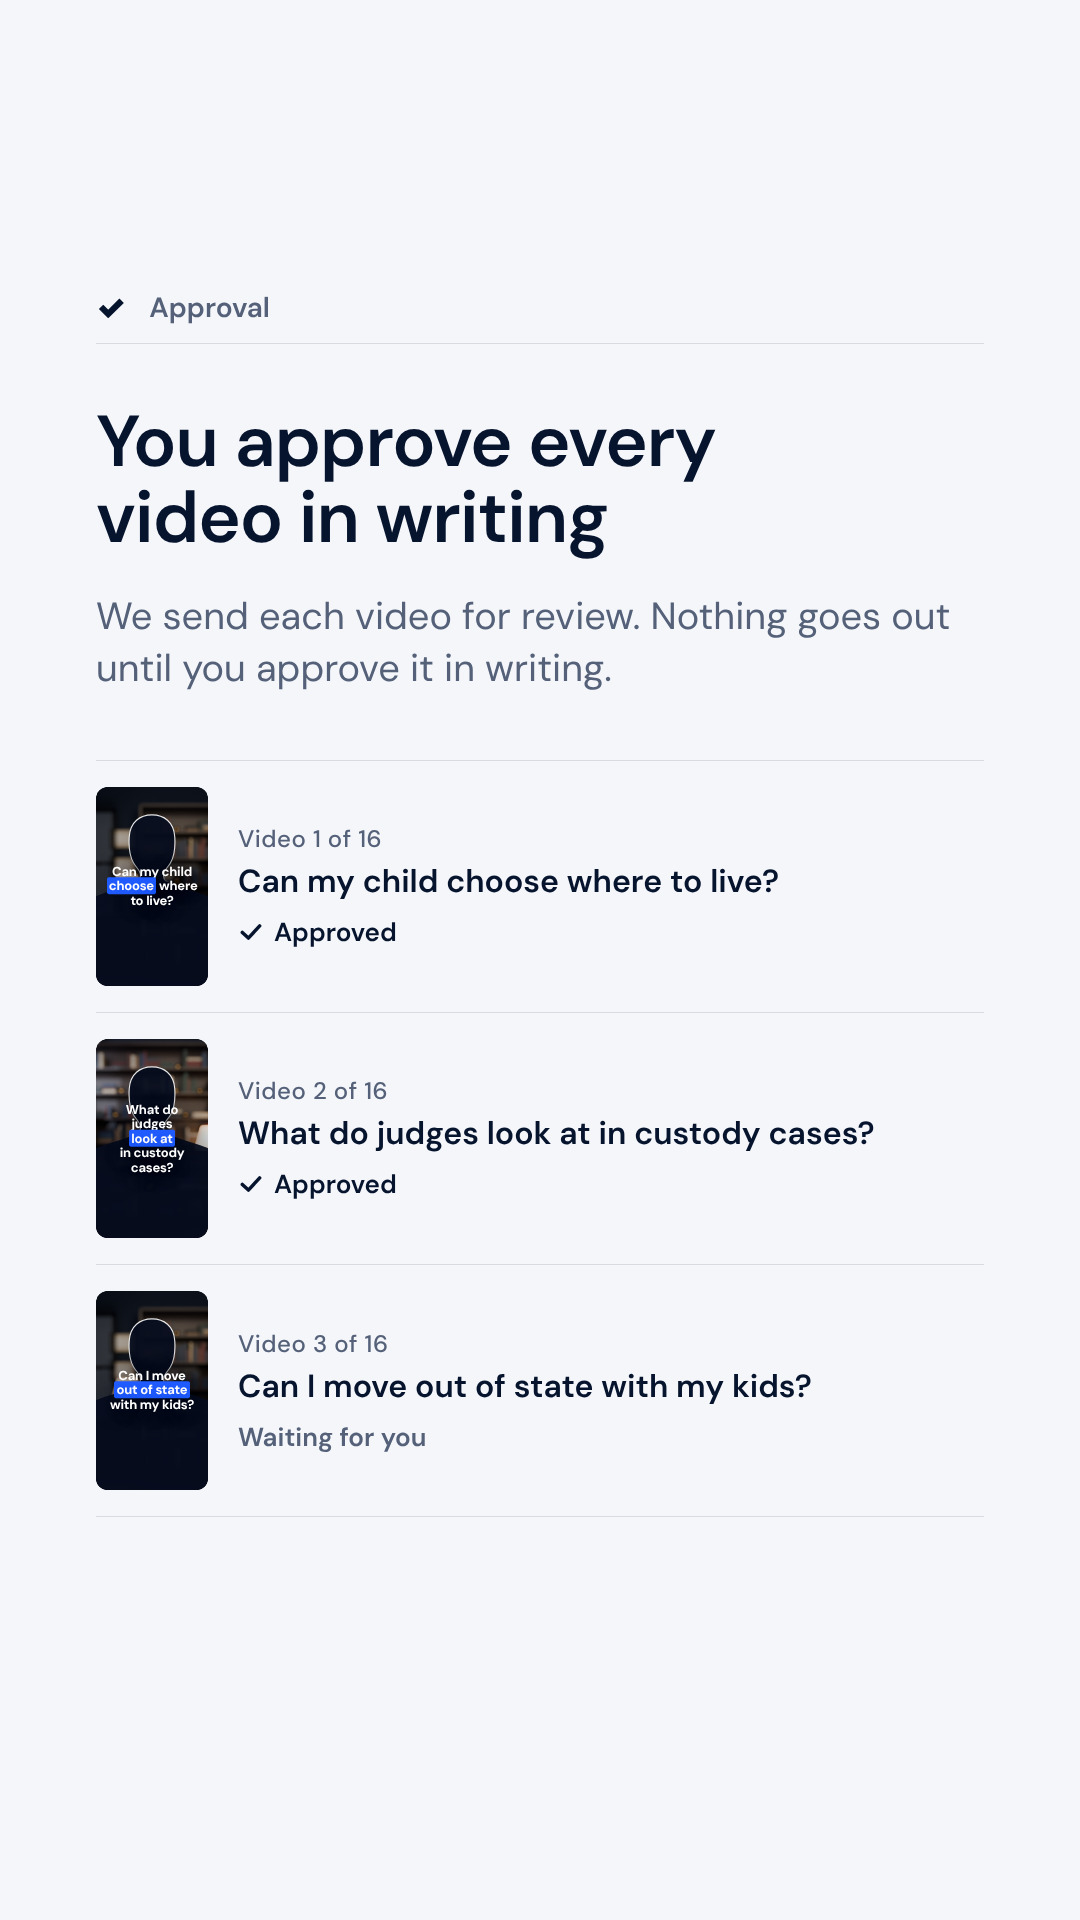 Approval
You approve every
video in writing
We send each video for review. Nothing goes out
until you approve it in writing.
Can my child
choose where
to live?
Video 1 of 16
Can my child choose where to live?
Approved
What do
judges
look at
in custody
cases?
Video 2 of 16
What do judges look at in custody cases?
Approved
Can I move
out of state
with my kids?
Video 3 of 16
Can I move out of state with my kids?
Waiting for you